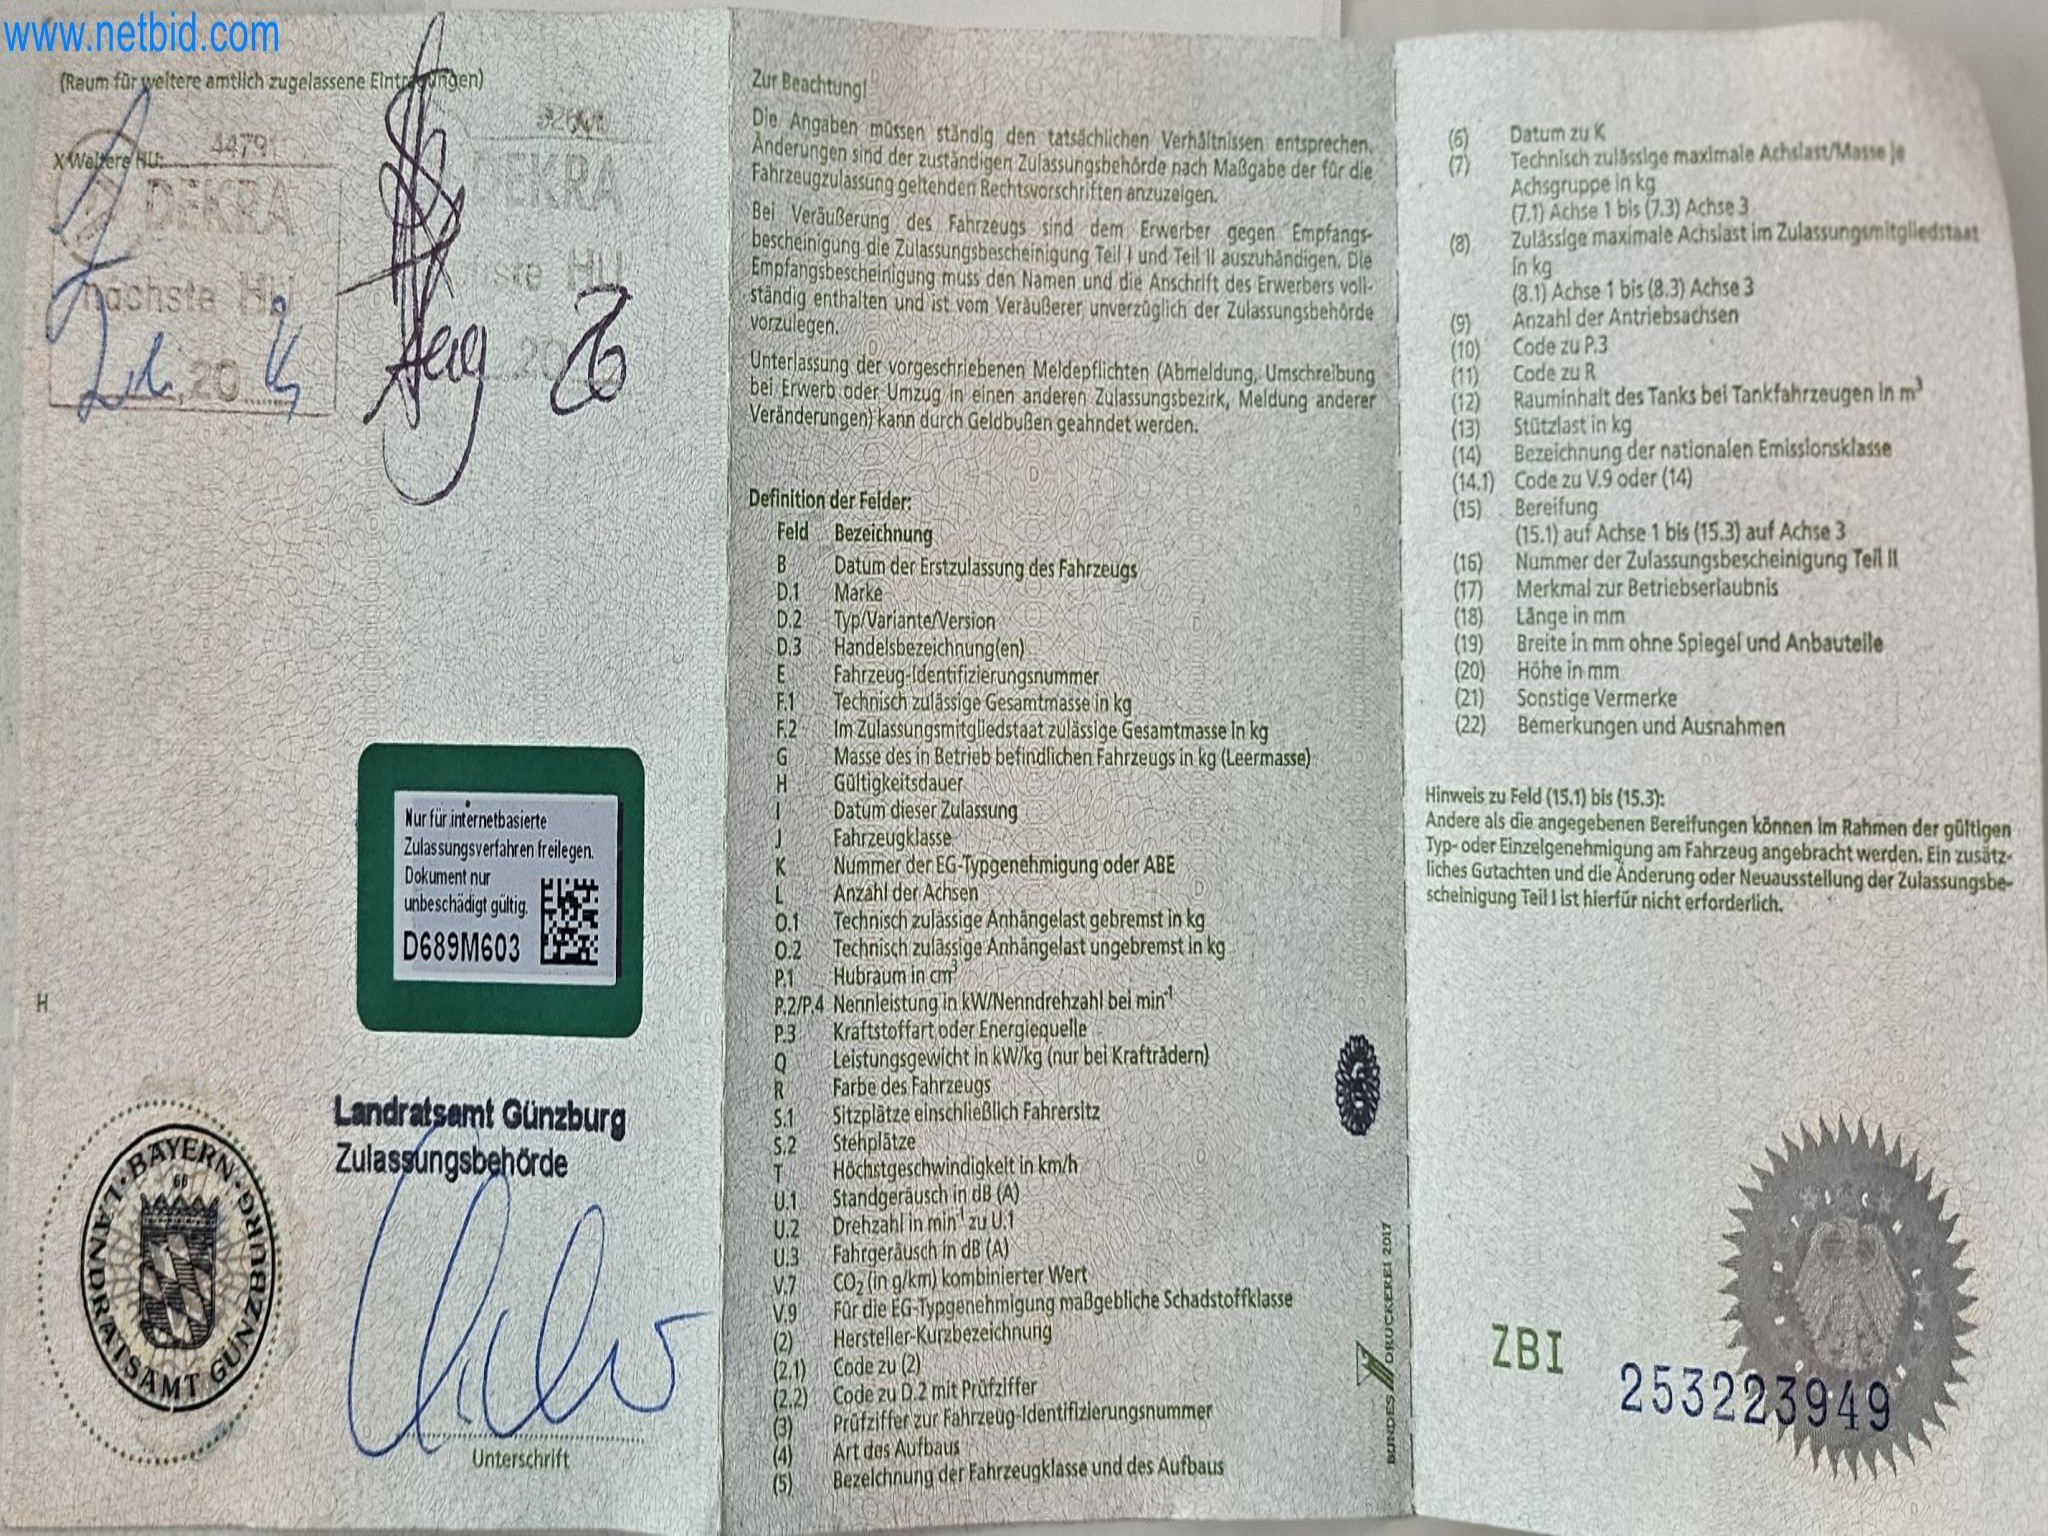 www.netbid.com
(Raum für weitere amtlich zugelassene Eintragungen)
X Weitere HU:
44791
DEKRA
nächste HU
20
DEKRA
HU
Aug 20 26
Nur für internetbasierte
Zulassungsverfahren freilegen.
Dokument nur
unbeschädigt gültig.
D689M603
H
Landratsamt Günzburg
Zulassungsbehörde
BAYERN
68
LANDRATSAMT GÜNZBURG
Unterschrift
Zur Beachtung!
Die Angaben müssen ständig den tatsächlichen Verhältnissen entsprechen.
Änderungen sind der zuständigen Zulassungsbehörde nach Maßgabe der für die
Fahrzeugzulassung geltenden Rechtsvorschriften anzuzeigen.
Bei Veräußerung des Fahrzeugs sind dem Erwerber gegen Empfangs-
bescheinigung die Zulassungsbescheinigung Teil I und Teil II auszuhändigen. Die
Empfangsbescheinigung muss den Namen und die Anschrift des Erwerbers voll-
ständig enthalten und ist vom Veräußerer unverzüglich der Zulassungsbehörde
vorzulegen.
Unterlassung der vorgeschriebenen Meldepflichten (Abmeldung, Umschreibung
bei Erwerb oder Umzug in einen anderen Zulassungsbezirk, Meldung anderer
Veränderungen) kann durch Geldbußen geahndet werden.
Definition der Felder:
Feld Bezeichnung
B Datum der Erstzulassung des Fahrzeugs
D.1 Marke
D.2 Typ/Variante/Version
D.3 Handelsbezeichnung(en)
E Fahrzeug-Identifizierungsnummer
F.1 Technisch zulässige Gesamtmasse in kg
F.2 Im Zulassungsmitgliedstaat zulässige Gesamtmasse in kg
G Masse des in Betrieb befindlichen Fahrzeugs in kg (Leermasse)
H Gültigkeitsdauer
I Datum dieser Zulassung
J Fahrzeugklasse
K Nummer der EG-Typgenehmigung oder ABE
L Anzahl der Achsen
O.1 Technisch zulässige Anhängelast gebremst in kg
O.2 Technisch zulässige Anhängelast ungebremst in kg
P.1 Hubraum in cm³
P.2/P.4 Nennleistung in kW/Nenndrehzahl bei min⁻¹
P.3 Kraftstoffart oder Energiequelle
Q Leistungsgewicht in kW/kg (nur bei Krafträdern)
R Farbe des Fahrzeugs
S.1 Sitzplätze einschließlich Fahrersitz
S.2 Stehplätze
T Höchstgeschwindigkeit in km/h
U.1 Standgeräusch in dB (A)
U.2 Drehzahl in min⁻¹ zu U.1
U.3 Fahrgeräusch in dB (A)
V.7 CO₂ (in g/km) kombinierter Wert
V.9 Für die EG-Typgenehmigung maßgebliche Schadstoffklasse
(2) Hersteller-Kurzbezeichnung
(2.1) Code zu (2)
(2.2) Code zu D.2 mit Prüfziffer
(3) Prüfziffer zur Fahrzeug-Identifizierungsnummer
(4) Art des Aufbaus
(5) Bezeichnung der Fahrzeugklasse und des Aufbaus
BUNDESDRUCKEREI 2017
(6) Datum zu K
(7) Technisch zulässige maximale Achslast/Masse je
Achsgruppe in kg
(7.1) Achse 1 bis (7.3) Achse 3
(8) Zulässige maximale Achslast im Zulassungsmitgliedstaat
in kg
(8.1) Achse 1 bis (8.3) Achse 3
(9) Anzahl der Antriebsachsen
(10) Code zu P.3
(11) Code zu R
(12) Rauminhalt des Tanks bei Tankfahrzeugen in m³
(13) Stützlast in kg
(14) Bezeichnung der nationalen Emissionsklasse
(14.1) Code zu V.9 oder (14)
(15) Bereifung
(15.1) auf Achse 1 bis (15.3) auf Achse 3
(16) Nummer der Zulassungsbescheinigung Teil II
(17) Merkmal zur Betriebserlaubnis
(18) Länge in mm
(19) Breite in mm ohne Spiegel und Anbauteile
(20) Höhe in mm
(21) Sonstige Vermerke
(22) Bemerkungen und Ausnahmen
Hinweis zu Feld (15.1) bis (15.3):
Andere als die angegebenen Bereifungen können im Rahmen der gültigen
Typ- oder Einzelgenehmigung am Fahrzeug angebracht werden. Ein zusätz-
liches Gutachten und die Änderung oder Neuausstellung der Zulassungsbe-
scheinigung Teil I ist hierfür nicht erforderlich.
ZBI
253223949